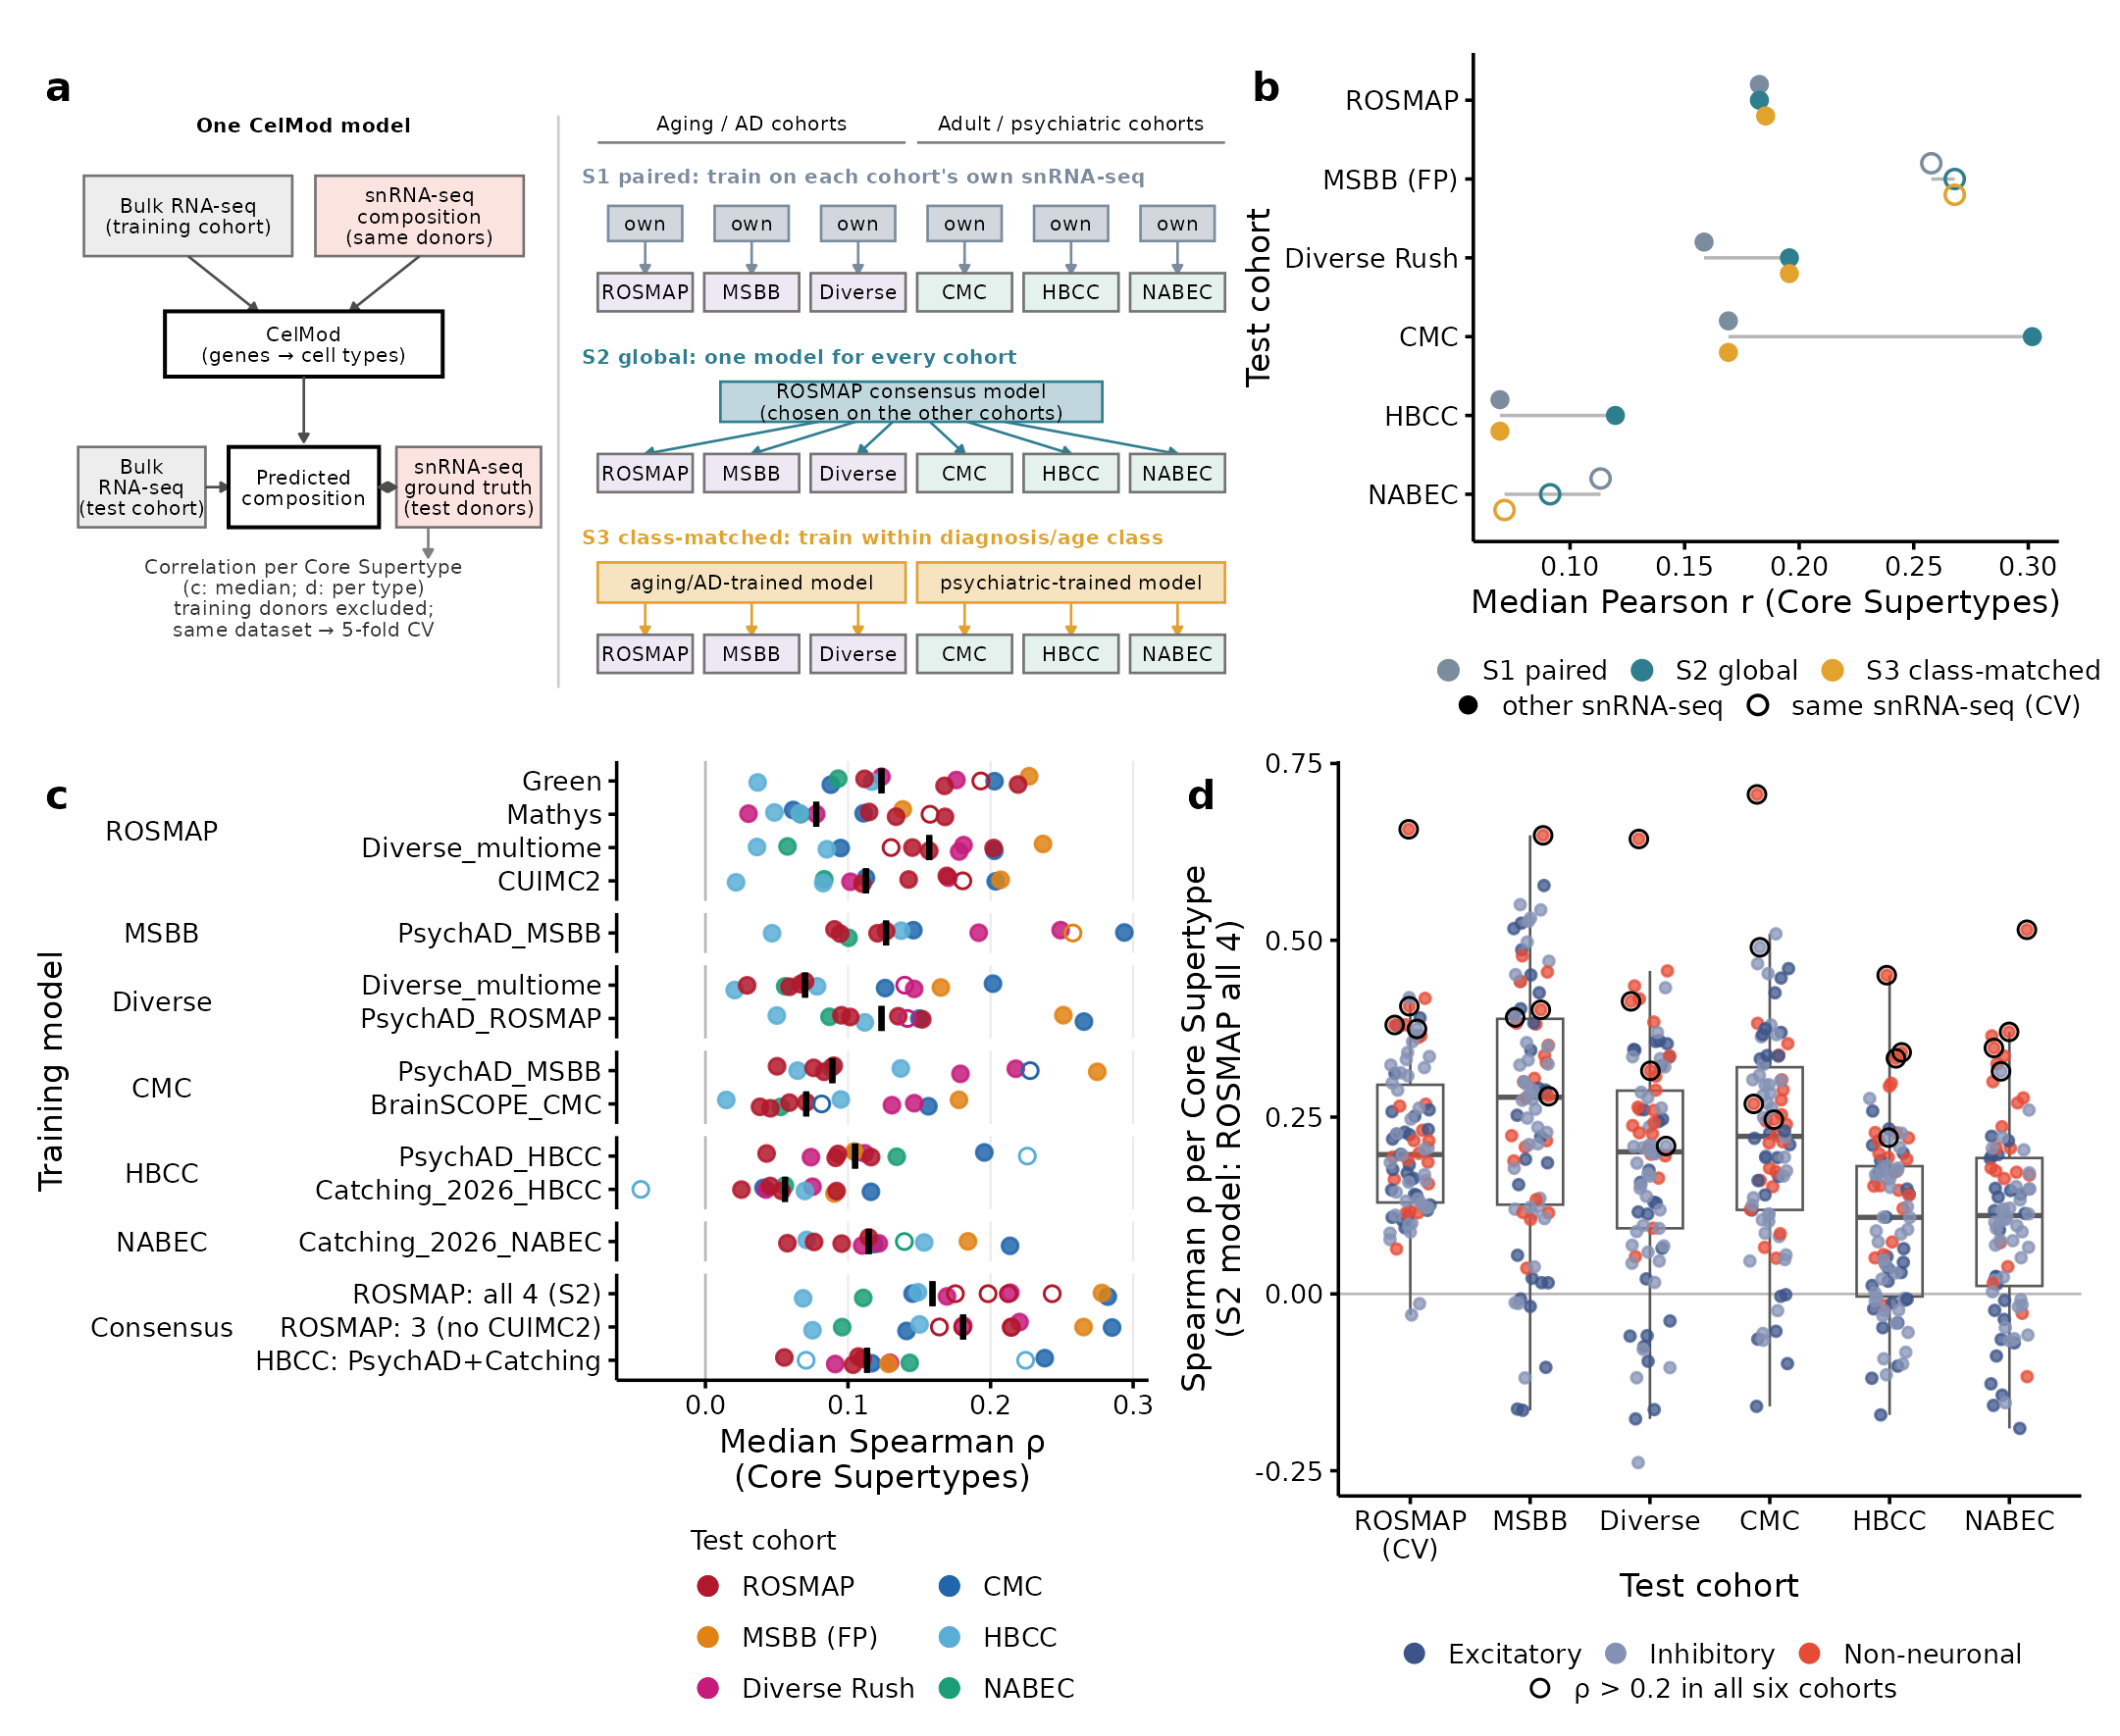 a
One CelMod model
Bulk RNA-seq
(training cohort)
snRNA-seq
composition
(same donors)
CelMod
(genes → cell types)
Bulk
RNA-seq
(test cohort)
Predicted
composition
snRNA-seq
ground truth
(test donors)
Correlation per Core Supertype
(c: median; d: per type)
training donors excluded;
same dataset → 5-fold CV
Aging / AD cohorts
Adult / psychiatric cohorts
S1 paired: train on each cohort's own snRNA-seq
own own own own own own
ROSMAP MSBB Diverse CMC HBCC NABEC
S2 global: one model for every cohort
ROSMAP consensus model
(chosen on the other cohorts)
ROSMAP MSBB Diverse CMC HBCC NABEC
S3 class-matched: train within diagnosis/age class
aging/AD-trained model
psychiatric-trained model
ROSMAP MSBB Diverse CMC HBCC NABEC
b
Test cohort
ROSMAP
MSBB (FP)
Diverse Rush
CMC
HBCC
NABEC
0.10 0.15 0.20 0.25 0.30
Median Pearson r (Core Supertypes)
S1 paired S2 global S3 class-matched
other snRNA-seq same snRNA-seq (CV)
c
Training model
ROSMAP
Green
Mathys
Diverse_multiome
CUIMC2
MSBB
PsychAD_MSBB
Diverse
Diverse_multiome
PsychAD_ROSMAP
CMC
PsychAD_MSBB
BrainSCOPE_CMC
HBCC
PsychAD_HBCC
Catching_2026_HBCC
NABEC
Catching_2026_NABEC
Consensus
ROSMAP: all 4 (S2)
ROSMAP: 3 (no CUIMC2)
HBCC: PsychAD+Catching
0.0 0.1 0.2 0.3
Median Spearman ρ
(Core Supertypes)
Test cohort
ROSMAP CMC
MSBB (FP) HBCC
Diverse Rush NABEC
d
Spearman ρ per Core Supertype
(S2 model: ROSMAP all 4)
0.75
0.50
0.25
0.00
-0.25
ROSMAP
(CV)
MSBB Diverse CMC HBCC NABEC
Test cohort
Excitatory Inhibitory Non-neuronal
ρ > 0.2 in all six cohorts